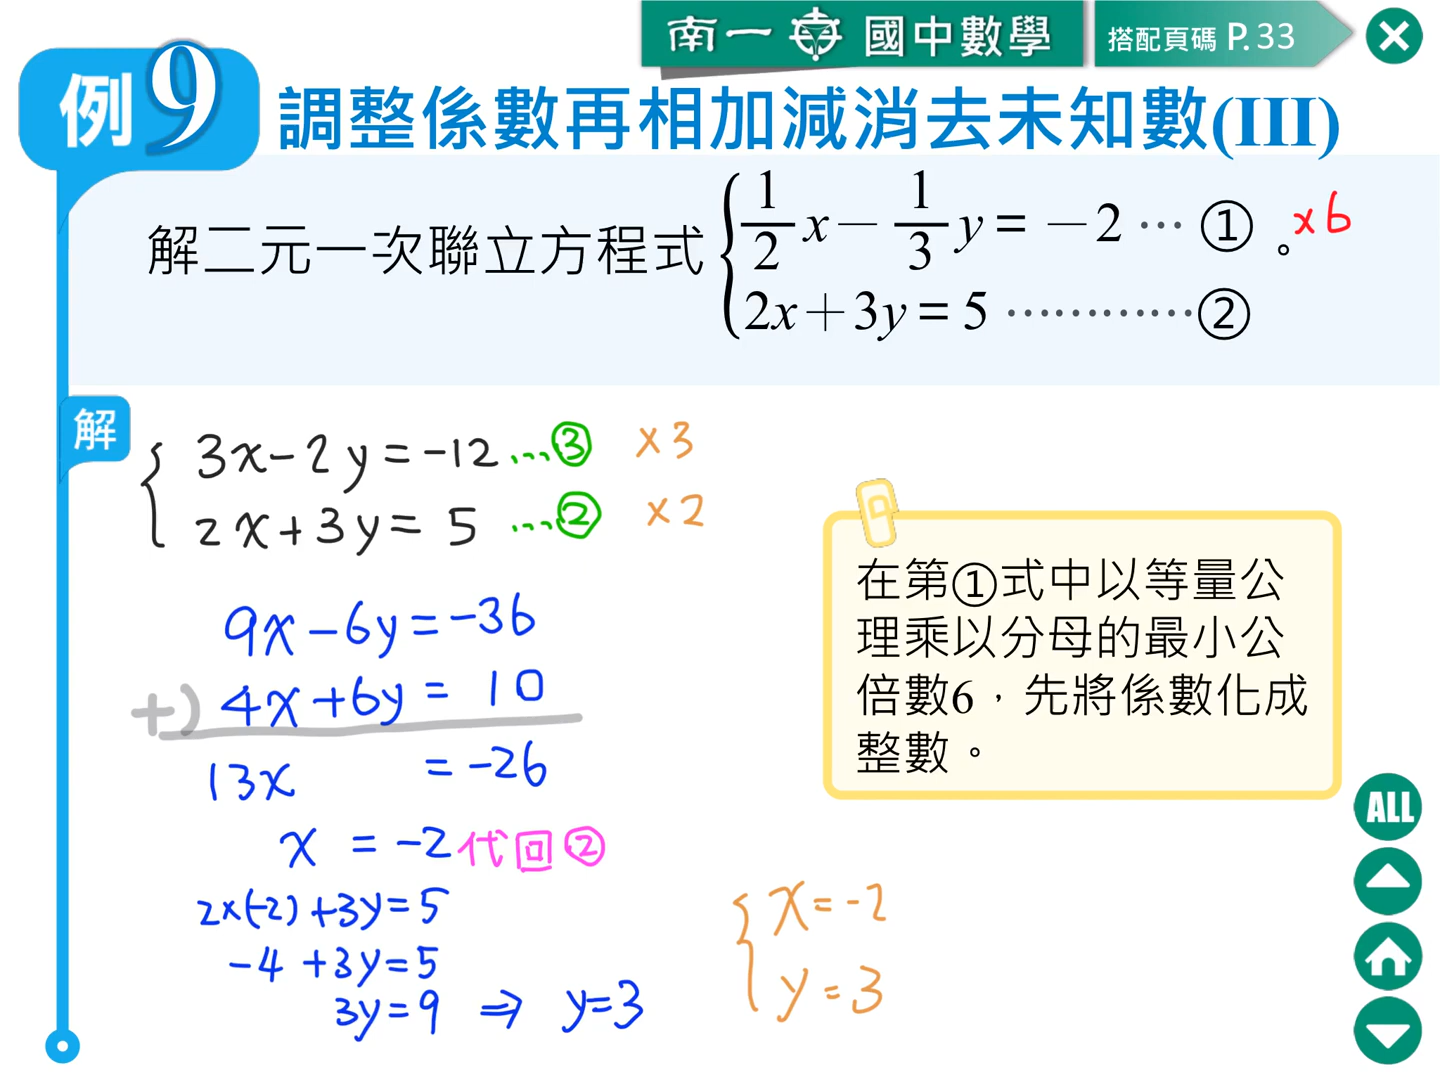 南一 國中數學 搭配頁碼 P. 33
例9 調整係數再相加減消去未知數(III)
解二元一次聯立方程式
1/2 x − 1/3 y = −2 … ① 。 ×6
2x+3y = 5 ………… ②
解
3x-2y=-12 ...③ ×3
2x+3y= 5 ...② ×2
9x-6y=-36
+) 4x+6y= 10
13x =-26
x =-2 代回②
2×(-2)+3y=5
-4+3y=5
3y=9 ⇒ y=3
x=-2
y=3
在第①式中以等量公
理乘以分母的最小公
倍數6，先將係數化成
整數。
ALL